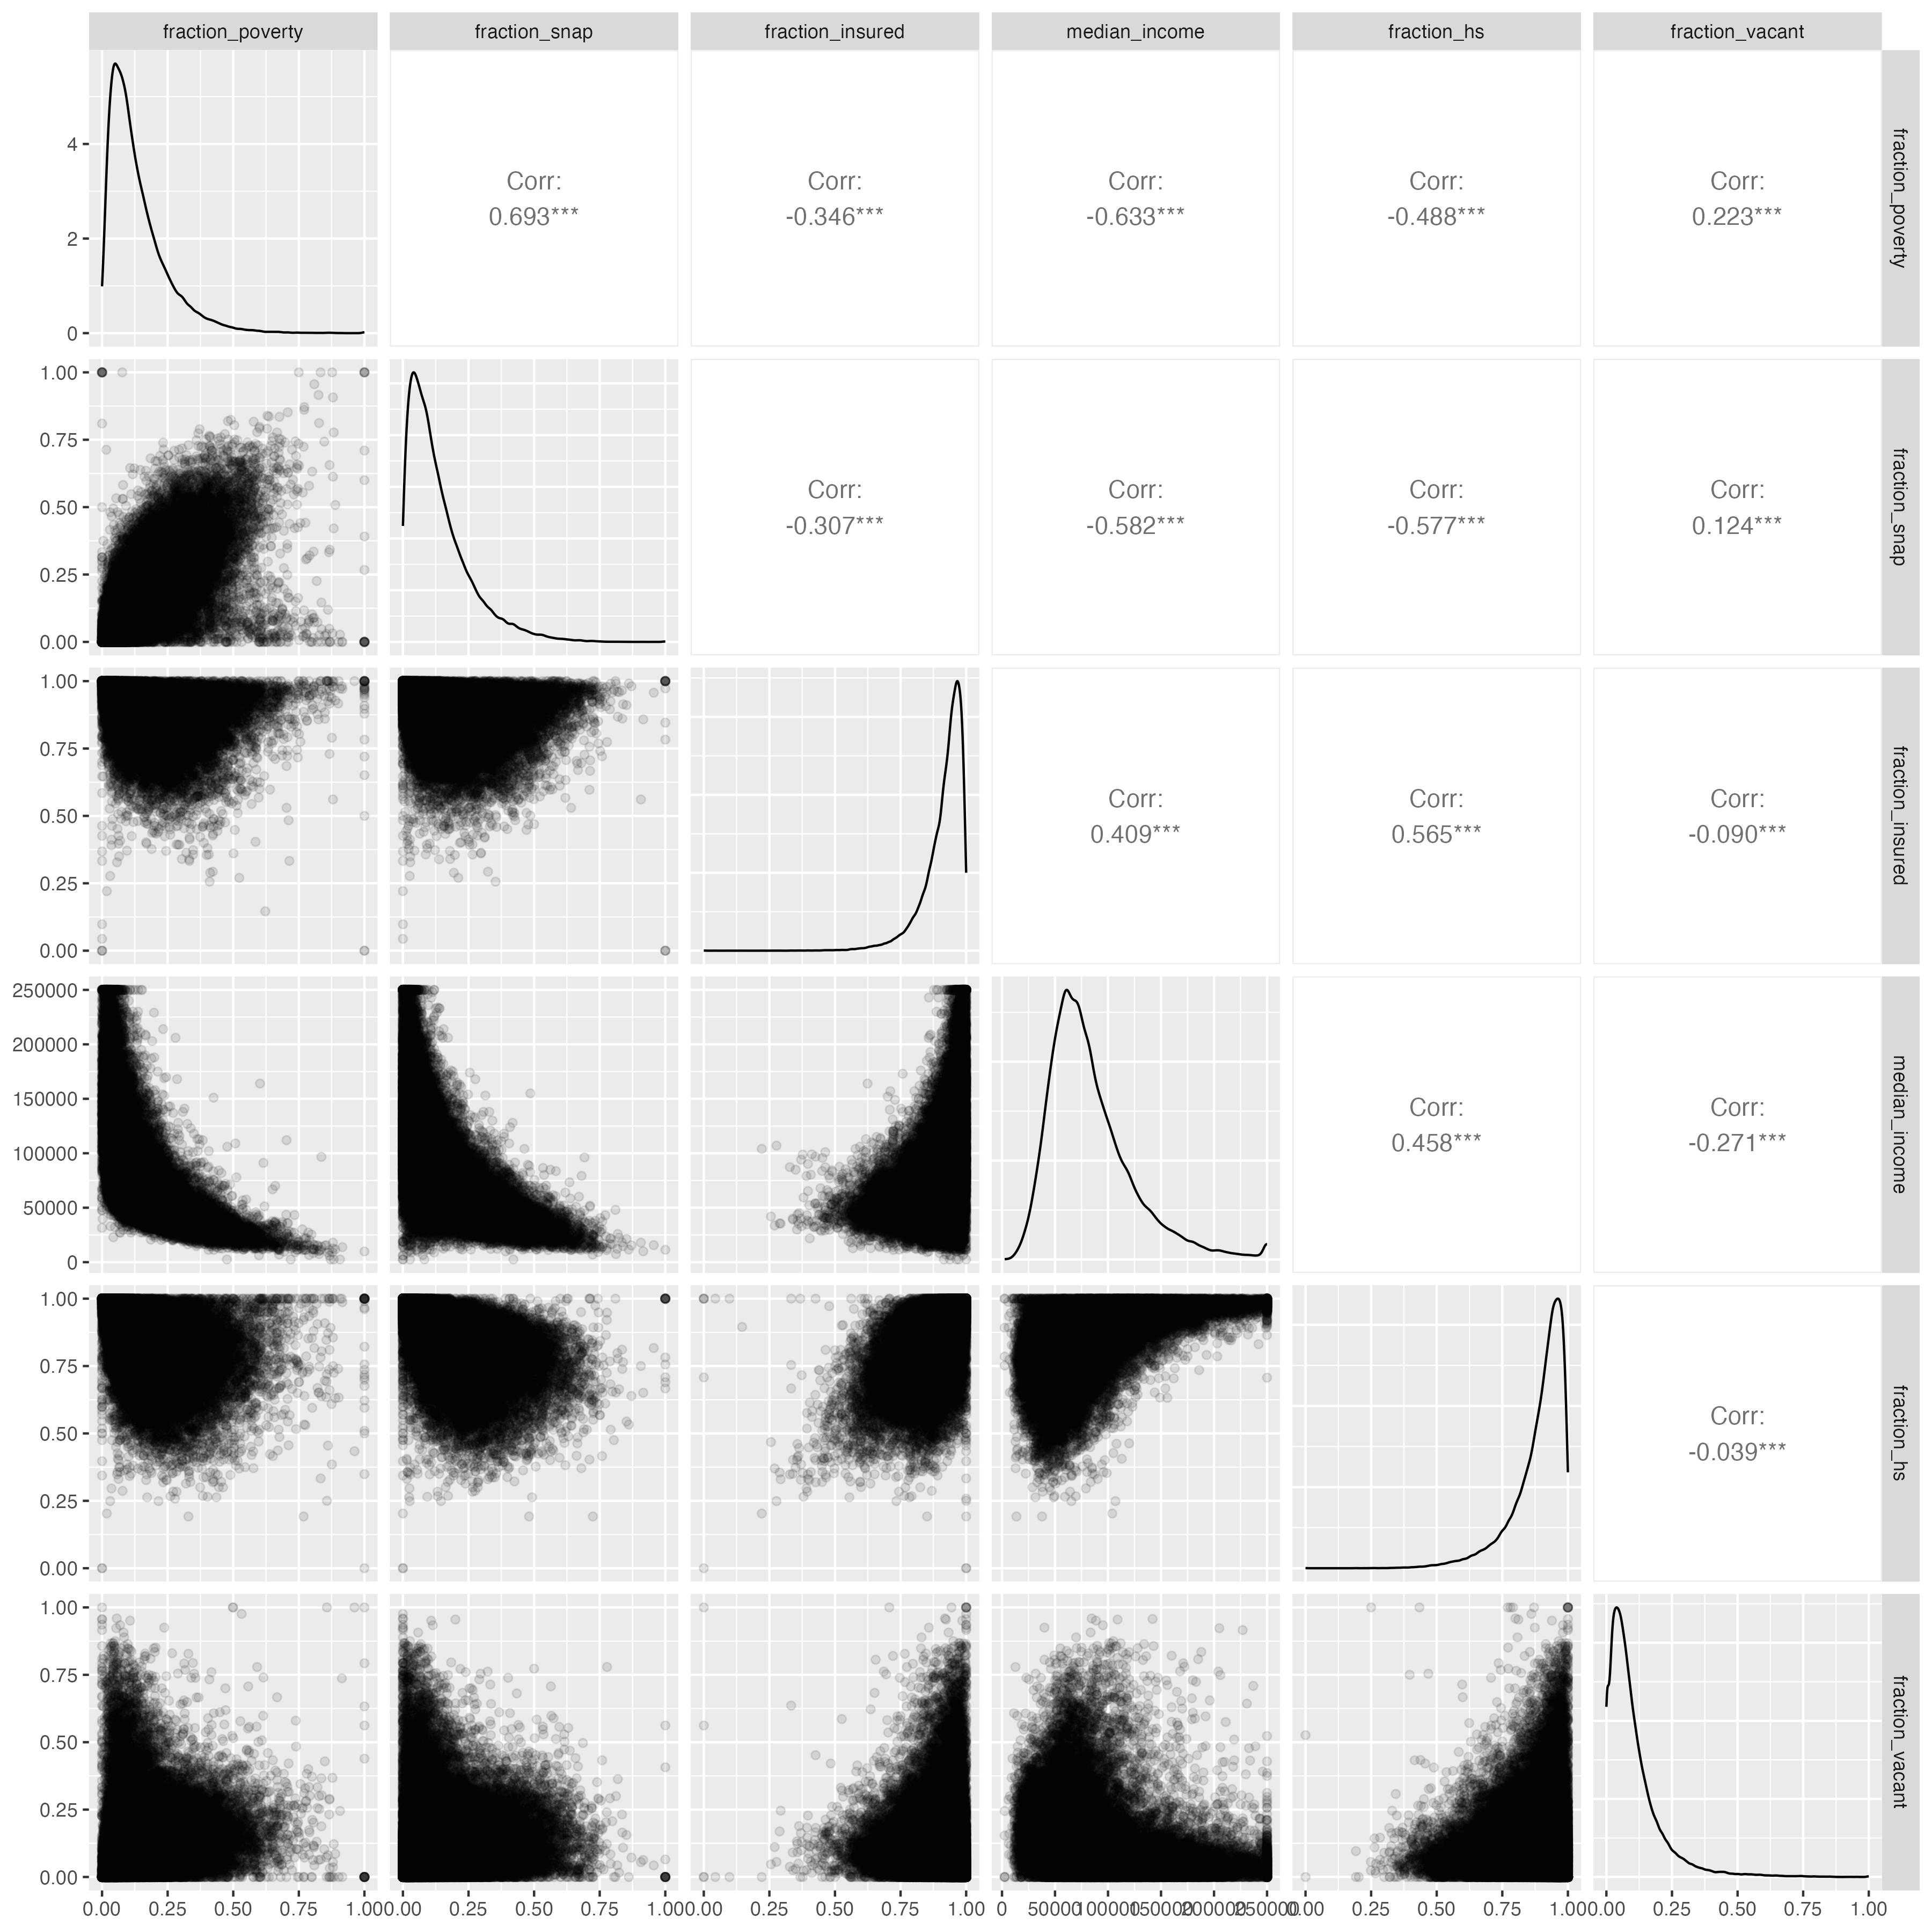 fraction_poverty
fraction_snap
fraction_insured
median_income
fraction_hs
fraction_vacant
4
2
0
Corr:
0.693***
Corr:
-0.346***
Corr:
-0.633***
Corr:
-0.488***
Corr:
0.223***
fraction_poverty
1.00
0.75
0.50
0.25
0.00
Corr:
-0.307***
Corr:
-0.582***
Corr:
-0.577***
Corr:
0.124***
fraction_snap
1.00
0.75
0.50
0.25
0.00
Corr:
0.409***
Corr:
0.565***
Corr:
-0.090***
fraction_insured
250000
200000
150000
100000
50000
0
Corr:
0.458***
Corr:
-0.271***
median_income
1.00
0.75
0.50
0.25
0.00
Corr:
-0.039***
fraction_hs
1.00
0.75
0.50
0.25
0.00
fraction_vacant
0.00 0.25 0.50 0.75 1.00
0.00 0.25 0.50 0.75 1.00
0.00 0.25 0.50 0.75 1.00
0 50000 100000 150000 200000 250000
0.00 0.25 0.50 0.75 1.00
0.00 0.25 0.50 0.75 1.00